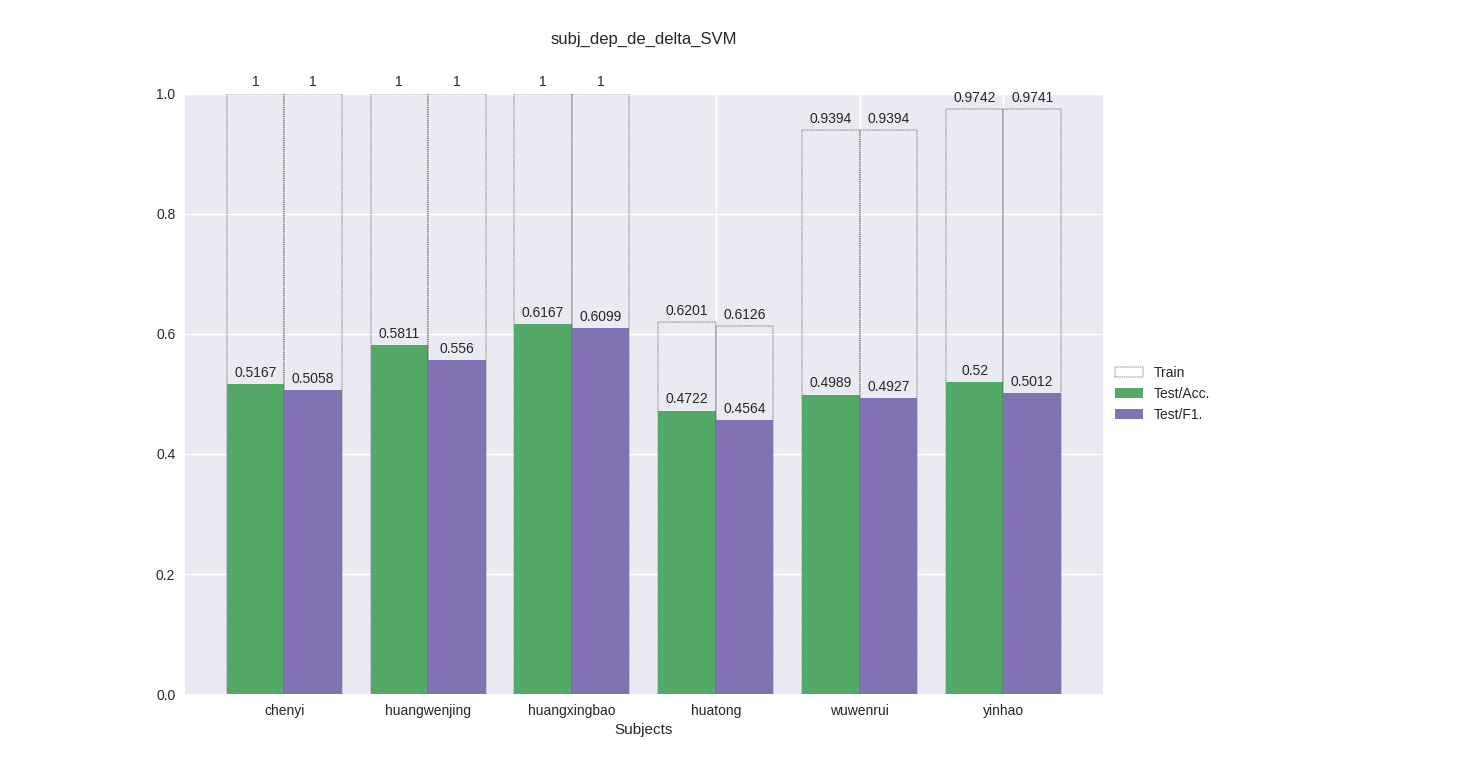 subj_dep_de_delta_SVM
1 1 1 1 1 1
1.0
0.9742 0.9741
0.9394 0.9394
0.8
0.6201 0.6126
0.6167 0.6099
0.6
0.5811 0.556
0.5167 0.5058
0.4722 0.4564
0.4989 0.4927
0.52 0.5012
0.4
0.2
0.0
Train
Test/Acc.
Test/F1.
chenyi huangwenjing huangxingbao huatong wuwenrui yinhao
Subjects